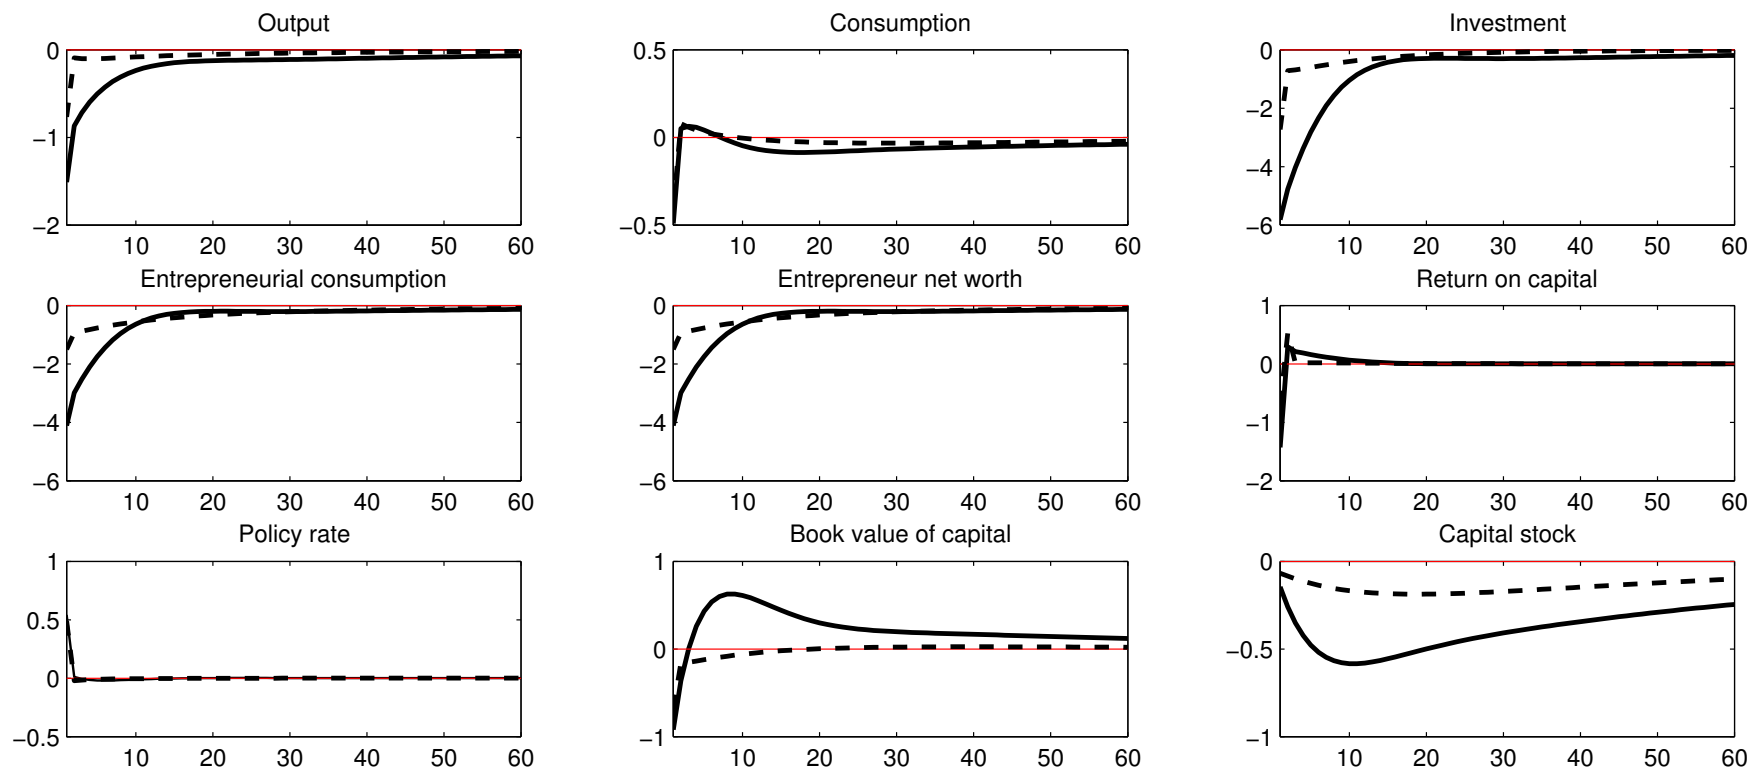 Output
Consumption
Investment
0
−1
−2
10 20 30 40 50 60
0.5
0
−0.5
10 20 30 40 50 60
0
−2
−4
−6
10 20 30 40 50 60
Entrepreneurial consumption
Entrepreneur net worth
Return on capital
0
−2
−4
−6
10 20 30 40 50 60
0
−2
−4
−6
10 20 30 40 50 60
1
0
−1
−2
10 20 30 40 50 60
Policy rate
Book value of capital
Capital stock
1
0.5
0
−0.5
10 20 30 40 50 60
1
0
−1
10 20 30 40 50 60
0
−0.5
−1
10 20 30 40 50 60